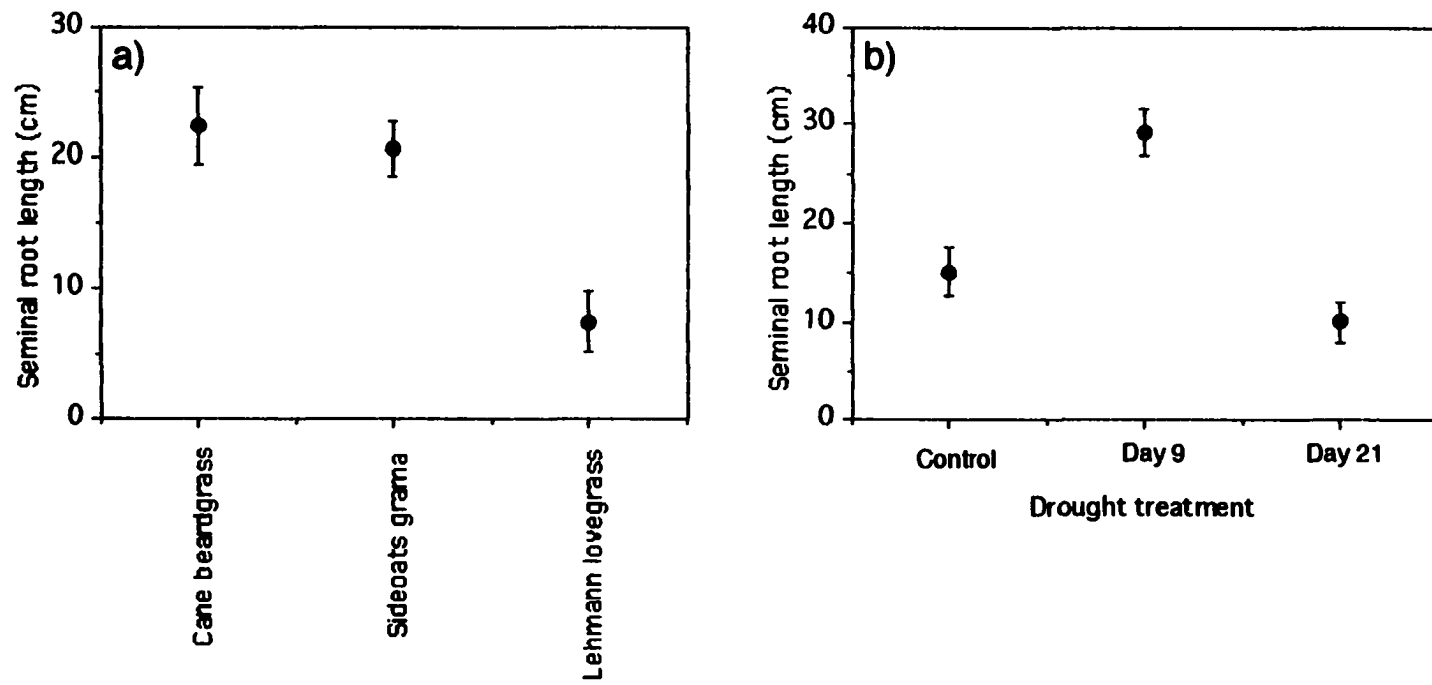 a)
Seminal root length (cm)
30
20
10
0
Cane beardgrass
Sideoats grama
Lehmann lovegrass
b)
Seminal root length (cm)
40
30
20
10
0
Control
Day 9
Day 21
Drought treatment